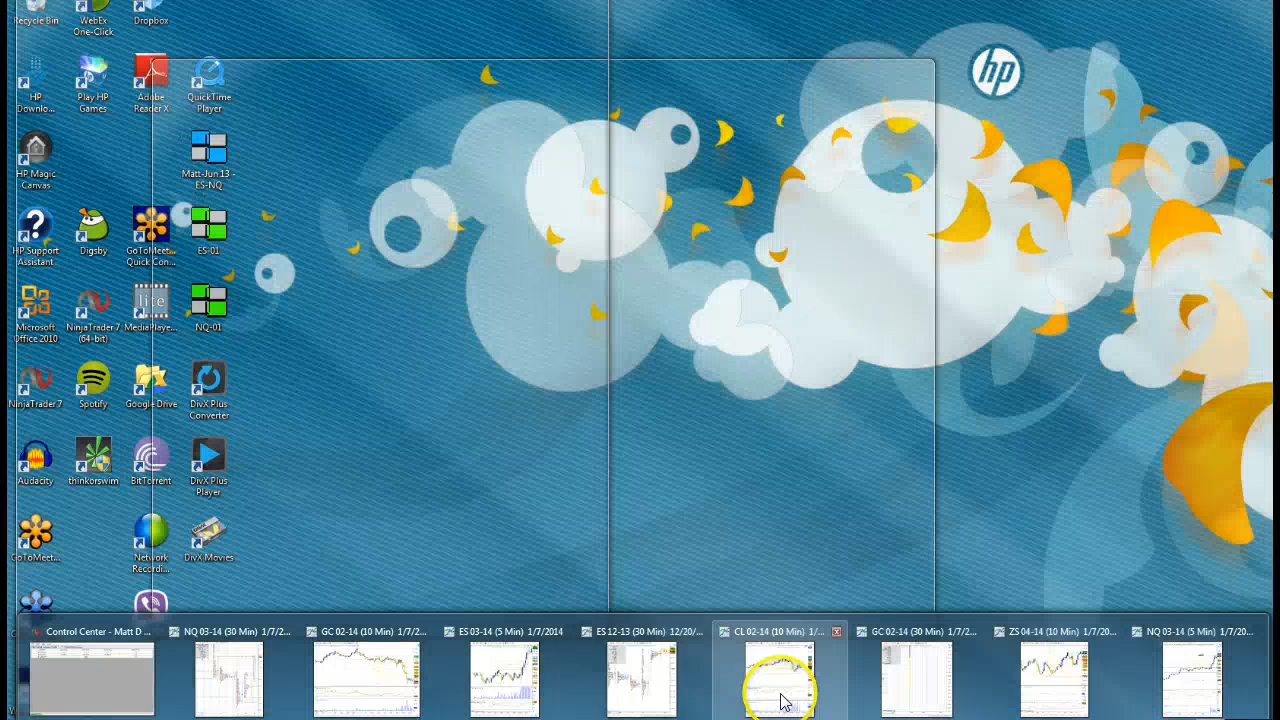 Recycle Bin
WebEx
One-Click
Dropbox
hp
HP
Downlo...
Play HP
Games
Adobe
Reader X
QuickTime
Player
HP Magic
Canvas
Matt-Jun 13 -
ES-NQ
HP Support
Assistant
Digsby
GoToMeet...
Quick Con...
ES-01
Microsoft
Office 2010
NinjaTrader 7
(64-bit)
lite
MediaPlaye...
NQ-01
NinjaTrader 7
Spotify
Google Drive
DivX Plus
Converter
Audacity
thinkorswim
BitTorrent
DivX Plus
Player
GoToMeet...
Network
Recordi...
DivX Movies
Control Center - Matt D ...
NQ 03-14 (30 Min) 1/7/2...
GC 02-14 (10 Min) 1/7/2...
ES 03-14 (5 Min) 1/7/2014
ES 12-13 (30 Min) 12/20/...
CL 02-14 (10 Min) 1/...
GC 02-14 (30 Min) 1/7/2...
ZS 04-14 (10 Min) 1/7/20...
NQ 03-14 (5 Min) 1/7/20...